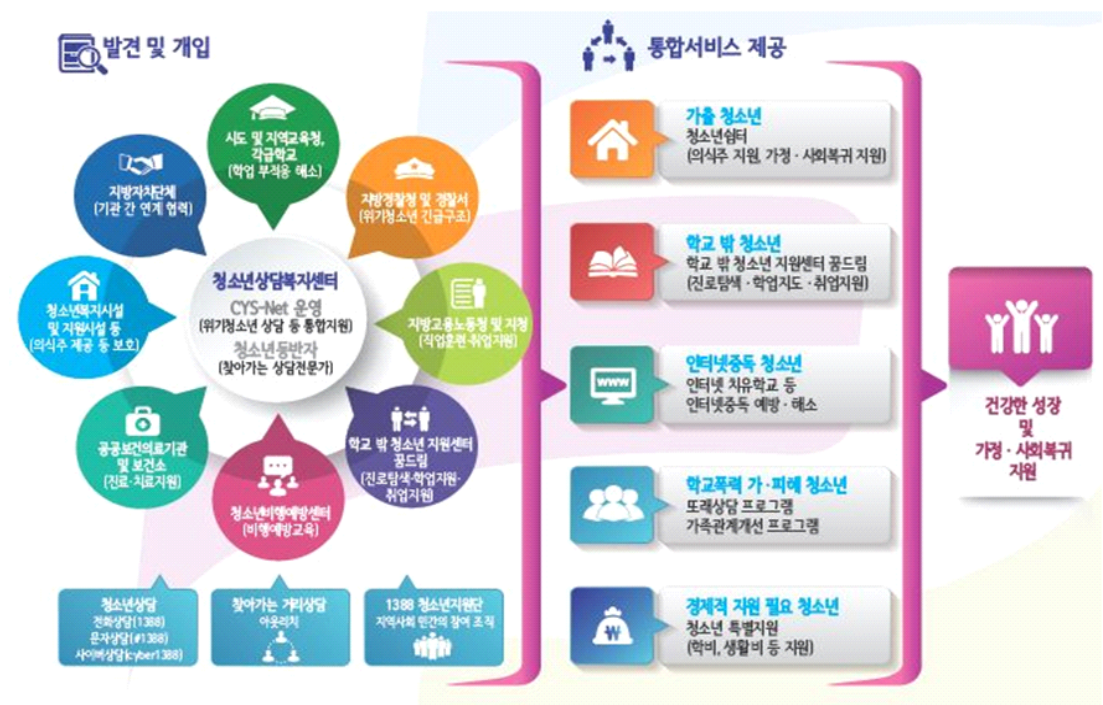 발견 및 개입
시도 및 지역교육청,
각급학교
(학업 부적응 해소)
지방자치단체
(기관 간 연계 협력)
지방경찰청 및 경찰서
(위기청소년 긴급구조)
청소년복지시설
및 지원시설 등
(의식주 제공 등 보호)
청소년상담복지센터
CYS-Net 운영
(위기청소년 상담 등 통합지원)
청소년동반자
(찾아가는 상담전문가)
지방고용노동청 및 지청
(직업훈련·취업지원)
공공보건의료기관
및 보건소
(진료·치료지원)
학교 밖 청소년 지원센터
꿈드림
(진로탐색·학업지원·
취업지원)
청소년비행예방센터
(비행예방교육)
청소년상담
전화상담(1388)
문자상담(#1388)
사이버상담(cyber1388)
찾아가는 거리상담
아웃리치
1388 청소년지원단
지역사회 민간의 참여 조직
통합서비스 제공
가출 청소년
청소년쉼터
(의식주 지원, 가정·사회복귀 지원)
학교 밖 청소년
학교 밖 청소년 지원센터 꿈드림
(진로탐색·학업지도·취업지원)
WWW
인터넷중독 청소년
인터넷 치유학교 등
인터넷중독 예방·해소
학교폭력 가·피해 청소년
또래상담 프로그램
가족관계개선 프로그램
₩
경제적 지원 필요 청소년
청소년 특별지원
(학비, 생활비 등 지원)
건강한 성장
및
가정·사회복귀
지원